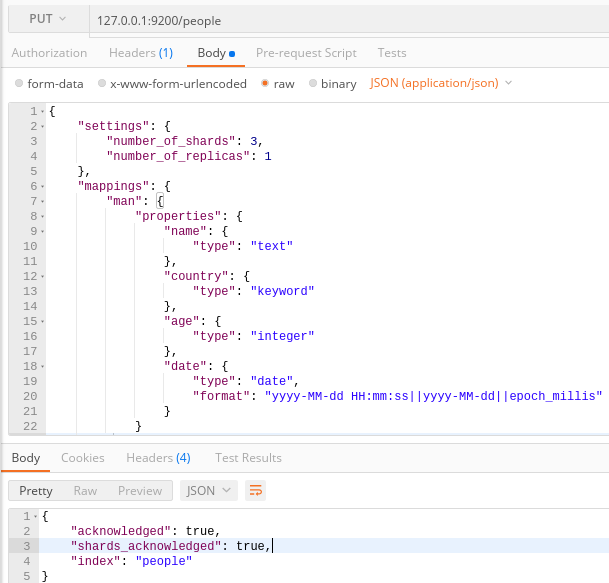 PUT 127.0.0.1:9200/people
Authorization Headers (1) Body Pre-request Script Tests
form-data x-www-form-urlencoded raw binary JSON (application/json)
1 {
2 "settings": {
3 "number_of_shards": 3,
4 "number_of_replicas": 1
5 },
6 "mappings": {
7 "man": {
8 "properties": {
9 "name": {
10 "type": "text"
11 },
12 "country": {
13 "type": "keyword"
14 },
15 "age": {
16 "type": "integer"
17 },
18 "date": {
19 "type": "date",
20 "format": "yyyy-MM-dd HH:mm:ss||yyyy-MM-dd||epoch_millis"
21 }
22 }
Body Cookies Headers (4) Test Results
Pretty Raw Preview JSON
1 {
2 "acknowledged": true,
3 "shards_acknowledged": true,
4 "index": "people"
5 }